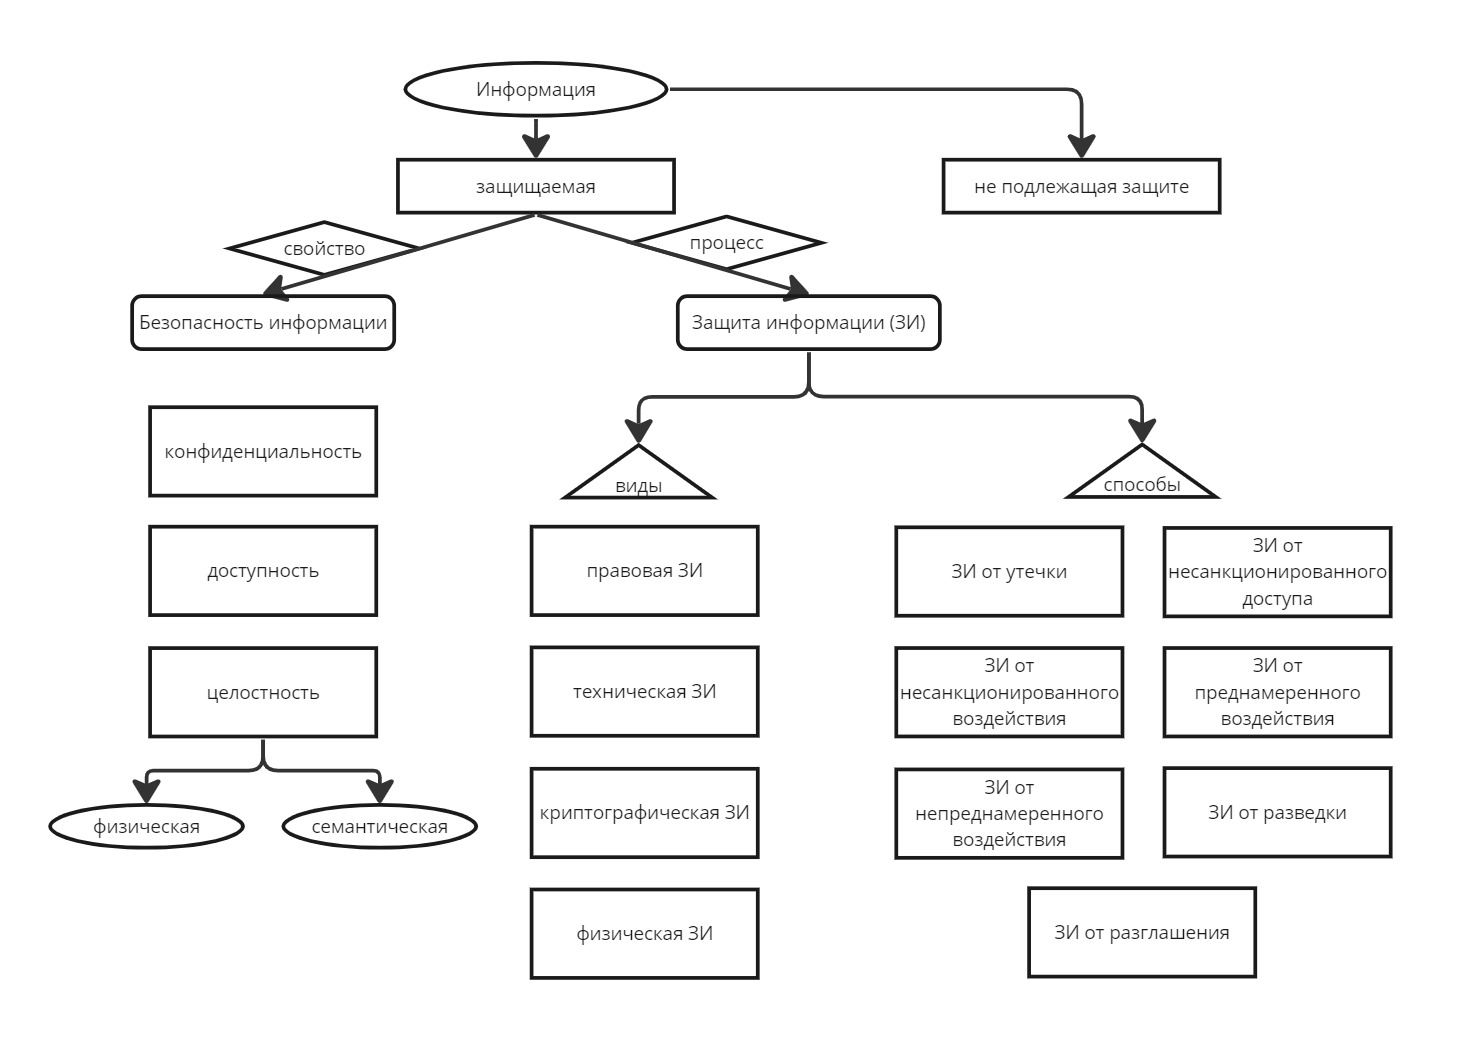 Информация
защищаемая
не подлежащая защите
свойство
процесс
Безопасность информации
Защита информации (ЗИ)
конфиденциальность
доступность
целостность
физическая
семантическая
виды
правовая ЗИ
техническая ЗИ
криптографическая ЗИ
физическая ЗИ
способы
ЗИ от утечки
ЗИ от
несанкционированного
доступа
ЗИ от
несанкционированного
воздействия
ЗИ от
преднамеренного
воздействия
ЗИ от
непреднамеренного
воздействия
ЗИ от разведки
ЗИ от разглашения